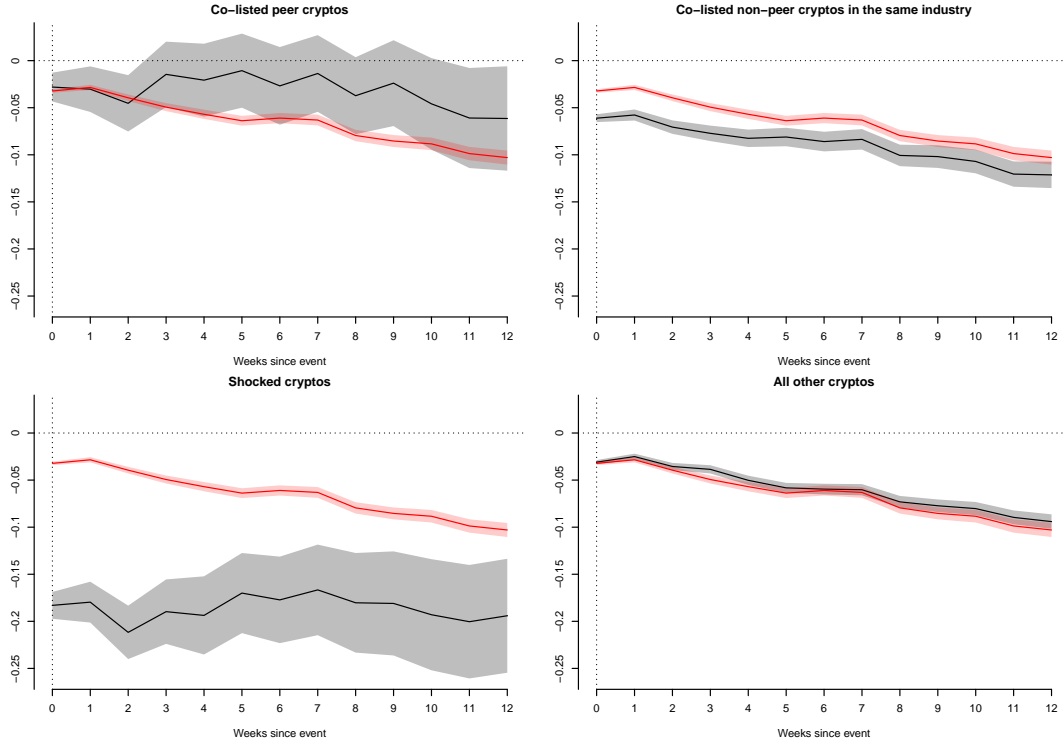 Co−listed peer cryptos
0
−0.05
−0.1
−0.15
−0.2
−0.25
0 1 2 3 4 5 6 7 8 9 10 11 12
Weeks since event
Co−listed non−peer cryptos in the same industry
0
−0.05
−0.1
−0.15
−0.2
−0.25
0 1 2 3 4 5 6 7 8 9 10 11 12
Weeks since event
Shocked cryptos
0
−0.05
−0.1
−0.15
−0.2
−0.25
0 1 2 3 4 5 6 7 8 9 10 11 12
Weeks since event
All other cryptos
0
−0.05
−0.1
−0.15
−0.2
−0.25
0 1 2 3 4 5 6 7 8 9 10 11 12
Weeks since event